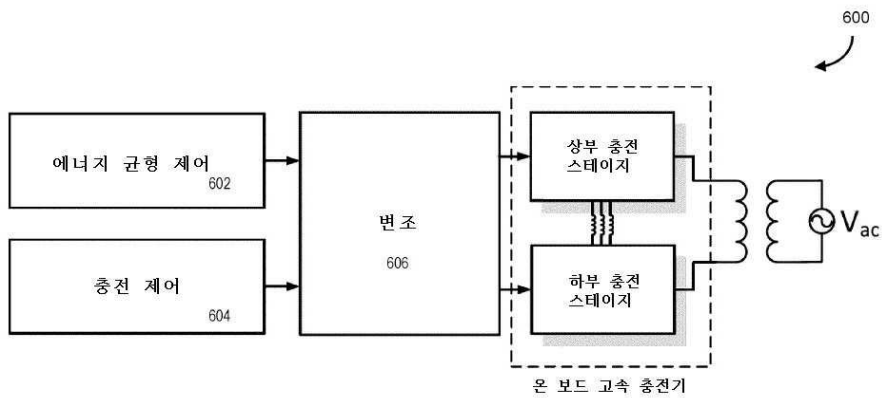 600
에너지 균형 제어
602
충전 제어
604
변조
606
상부 충전
스테이지
하부 충전
스테이지
Vac
온 보드 고속 충전기